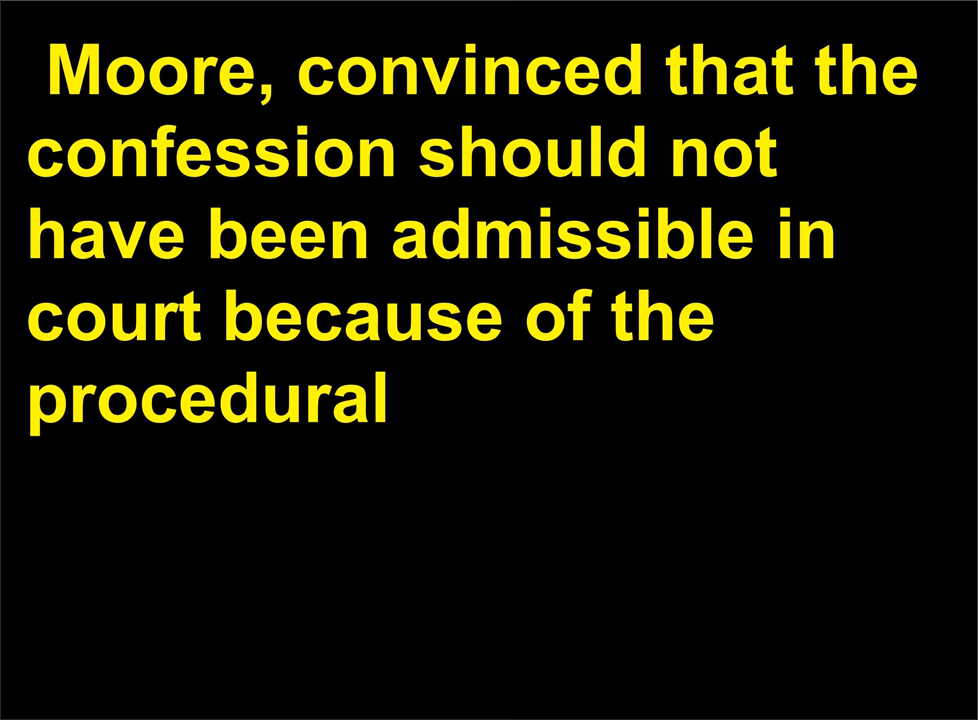 Moore, convinced that the
confession should not
have been admissible in
court because of the
procedural